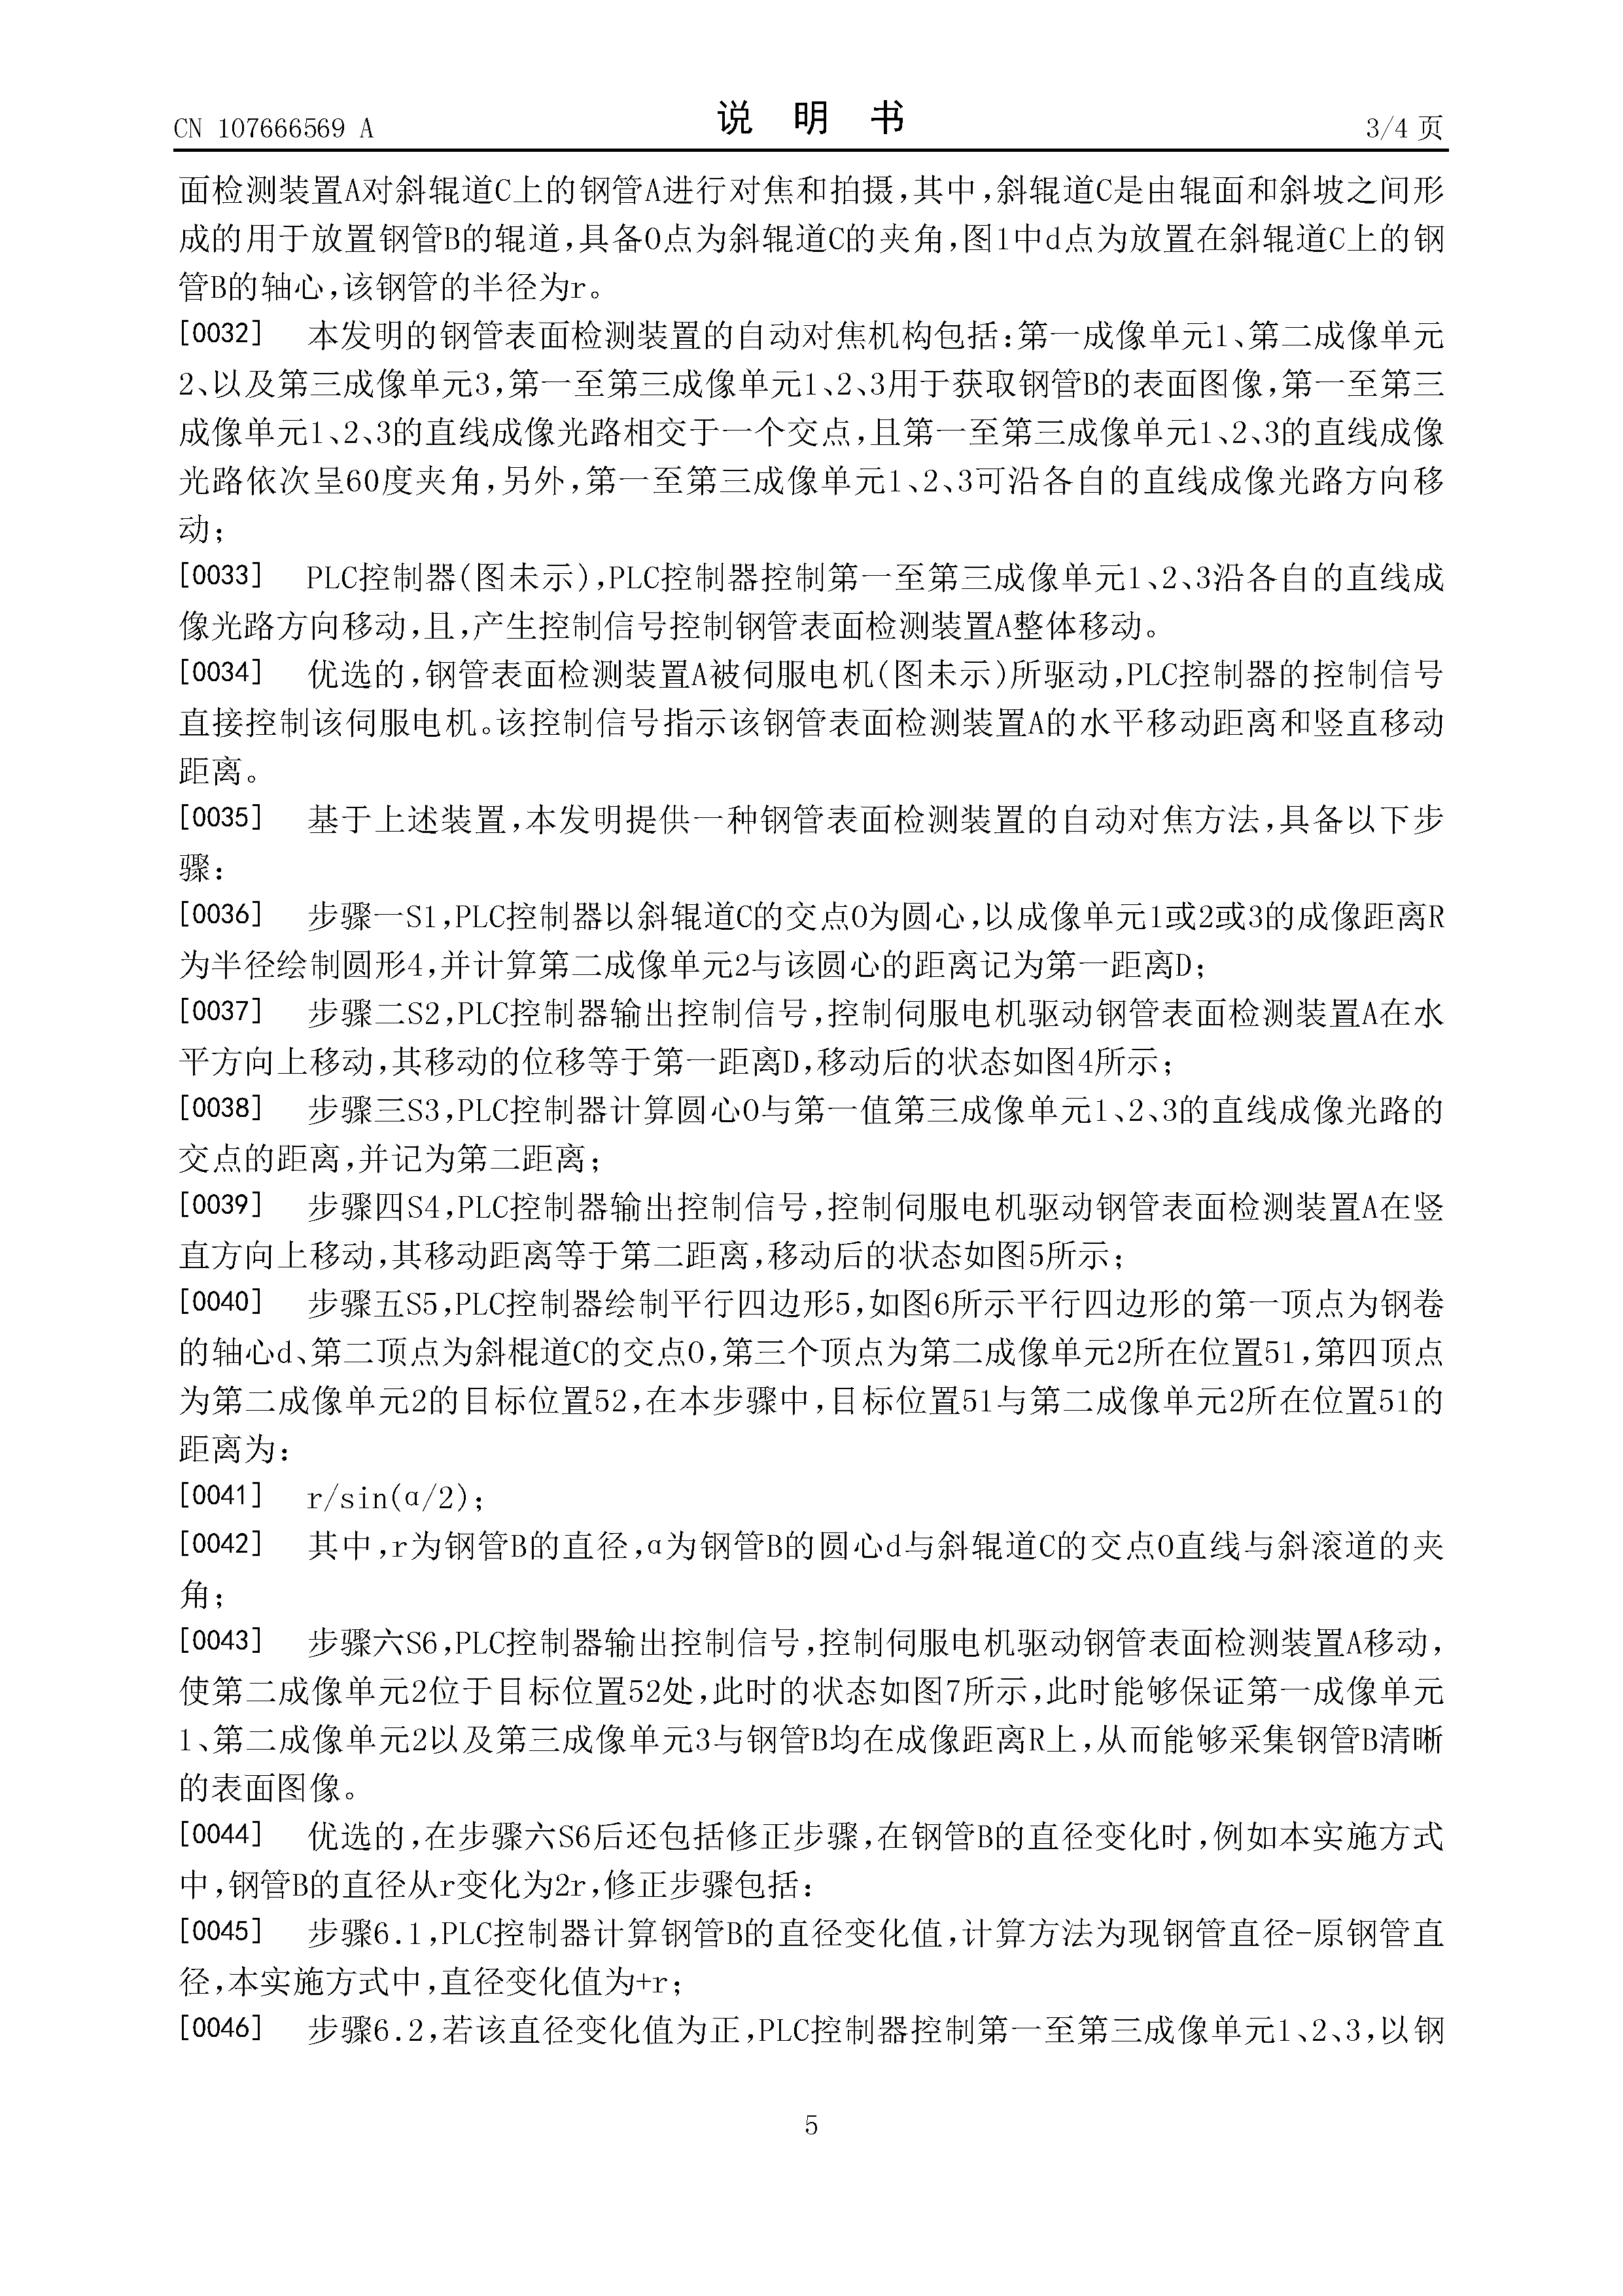 CN 107666569 A
说 明 书
3/4 页
面检测装置A对斜辊道C上的钢管A进行对焦和拍摄,其中,斜辊道C是由辊面和斜坡之间形
成的用于放置钢管B的辊道,具备O点为斜辊道C的夹角,图1中d点为放置在斜辊道C上的钢
管B的轴心,该钢管的半径为r。
[0032] 本发明的钢管表面检测装置的自动对焦机构包括:第一成像单元1、第二成像单元
2、以及第三成像单元3,第一至第三成像单元1、2、3用于获取钢管B的表面图像,第一至第三
成像单元1、2、3的直线成像光路相交于一个交点,且第一至第三成像单元1、2、3的直线成像
光路依次呈60度夹角,另外,第一至第三成像单元1、2、3可沿各自的直线成像光路方向移
动;
[0033] PLC控制器(图未示),PLC控制器控制第一至第三成像单元1、2、3沿各自的直线成
像光路方向移动,且,产生控制信号控制钢管表面检测装置A整体移动。
[0034] 优选的,钢管表面检测装置A被伺服电机(图未示)所驱动,PLC控制器的控制信号
直接控制该伺服电机。该控制信号指示该钢管表面检测装置A的水平移动距离和竖直移动
距离。
[0035] 基于上述装置,本发明提供一种钢管表面检测装置的自动对焦方法,具备以下步
骤:
[0036] 步骤一S1,PLC控制器以斜辊道C的交点O为圆心,以成像单元1或2或3的成像距离R
为半径绘制圆形4,并计算第二成像单元2与该圆心的距离记为第一距离D;
[0037] 步骤二S2,PLC控制器输出控制信号,控制伺服电机驱动钢管表面检测装置A在水
平方向上移动,其移动的位移等于第一距离D,移动后的状态如图4所示;
[0038] 步骤三S3,PLC控制器计算圆心O与第一值第三成像单元1、2、3的直线成像光路的
交点的距离,并记为第二距离;
[0039] 步骤四S4,PLC控制器输出控制信号,控制伺服电机驱动钢管表面检测装置A在竖
直方向上移动,其移动距离等于第二距离,移动后的状态如图5所示;
[0040] 步骤五S5,PLC控制器绘制平行四边形5,如图6所示平行四边形的第一顶点为钢卷
的轴心d、第二顶点为斜棍道C的交点O,第三个顶点为第二成像单元2所在位置51,第四顶点
为第二成像单元2的目标位置52,在本步骤中,目标位置51与第二成像单元2所在位置51的
距离为:
[0041] r/sin(α/2);
[0042] 其中,r为钢管B的直径,α为钢管B的圆心d与斜辊道C的交点O直线与斜滚道的夹
角;
[0043] 步骤六S6,PLC控制器输出控制信号,控制伺服电机驱动钢管表面检测装置A移动,
使第二成像单元2位于目标位置52处,此时的状态如图7所示,此时能够保证第一成像单元
1、第二成像单元2以及第三成像单元3与钢管B均在成像距离R上,从而能够采集钢管B清晰
的表面图像。
[0044] 优选的,在步骤六S6后还包括修正步骤,在钢管B的直径变化时,例如本实施方式
中,钢管B的直径从r变化为2r,修正步骤包括:
[0045] 步骤6.1,PLC控制器计算钢管B的直径变化值,计算方法为现钢管直径-原钢管直
径,本实施方式中,直径变化值为+r;
[0046] 步骤6.2,若该直径变化值为正,PLC控制器控制第一至第三成像单元1、2、3,以钢
5